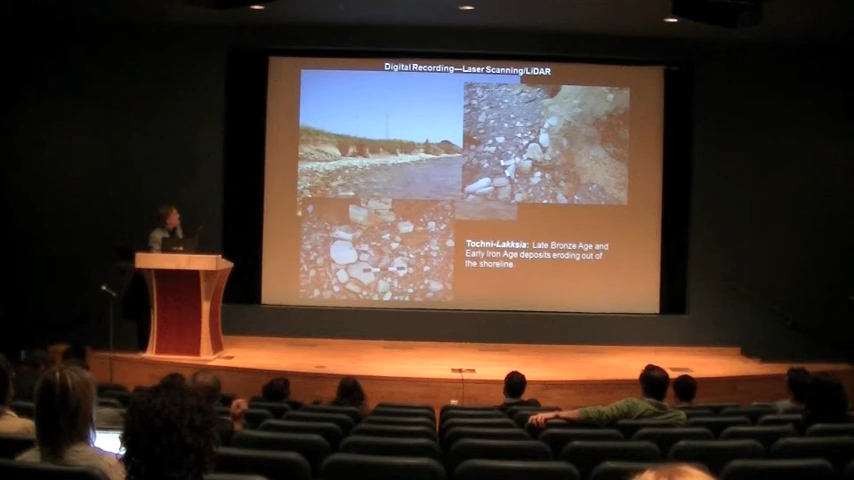 Digital Recording—Laser Scanning/LiDAR
Tochni-Lakksia: Late Bronze Age and
Early Iron Age deposits eroding out of
the shoreline.